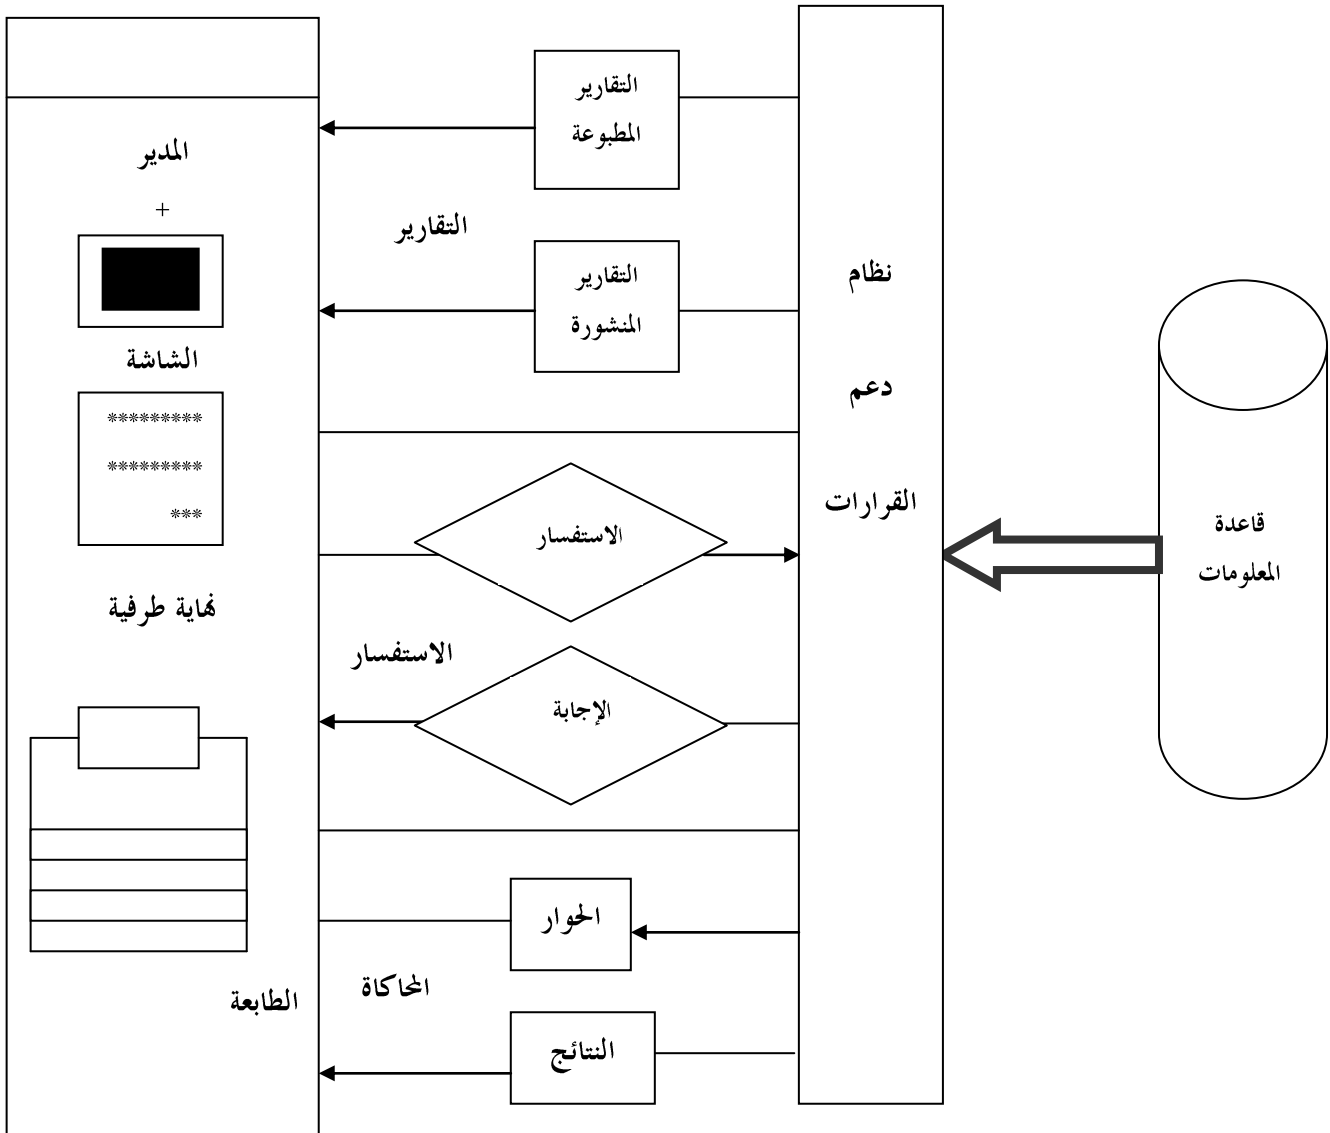 قاعدة
المعلومات
نظام
دعم
القرارات
التقارير
المطبوعة
التقارير
التقارير
المنشورة
الاستفسار
الاستفسار
الإجابة
الحوار
المحاكاة
النتائج
المدير
+
الشاشة
*********
*********
***
نهاية طرفية
الطابعة